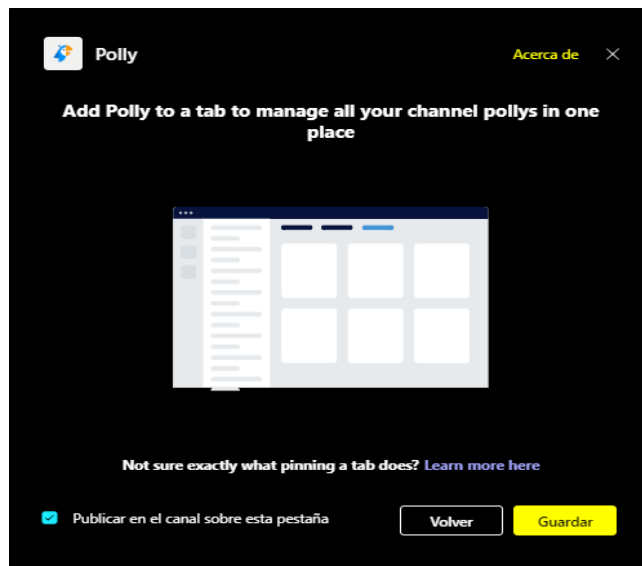 Polly
Acerca de
Add Polly to a tab to manage all your channel pollys in one
place
Not sure exactly what pinning a tab does? Learn more here
Publicar en el canal sobre esta pestaña
Volver
Guardar